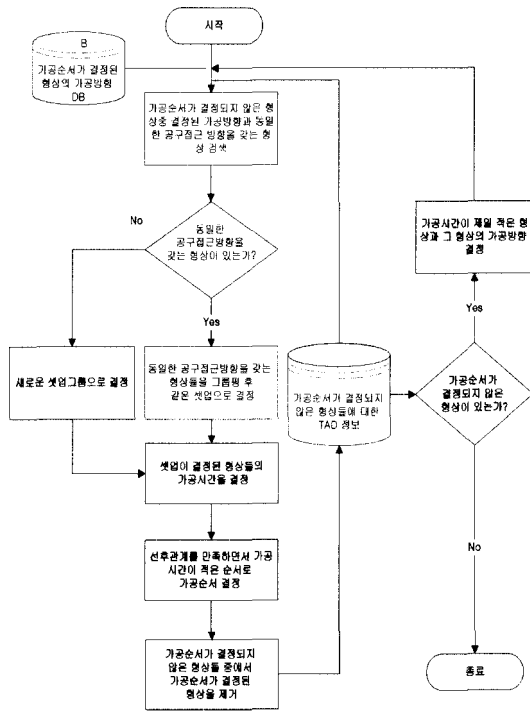 시작
B
가공순서가 결정된
형상의 가공방향
DB
가공순서가 결정되지 않은 형
상중 결정된 가공방향과 동일
한 공구접근 방향을 갖는 형
상 검색
No
동일한
공구접근방향을
갖는 형상이 있는가?
Yes
새로운 셋업그룹으로 결정
동일한 공구접근방향을 갖는
형상들을 그룹핑 후
같은 셋업으로 결정
셋업이 결정된 형상들의
가공시간을 결정
선후관계를 만족하면서 가공
시간이 적은 순서로
가공순서 결정
가공순서가 결정되지
않은 형상들 중에서
가공순서가 결정된
형상을 제거
가공순서가 결정되지
않은 형상들에 대한
TAD 정보
가공시간이 제일 적은 형
상과 그 형상의 가공방향
결정
Yes
가공순서가
결정되지 않은
형상이 있는가?
No
종료